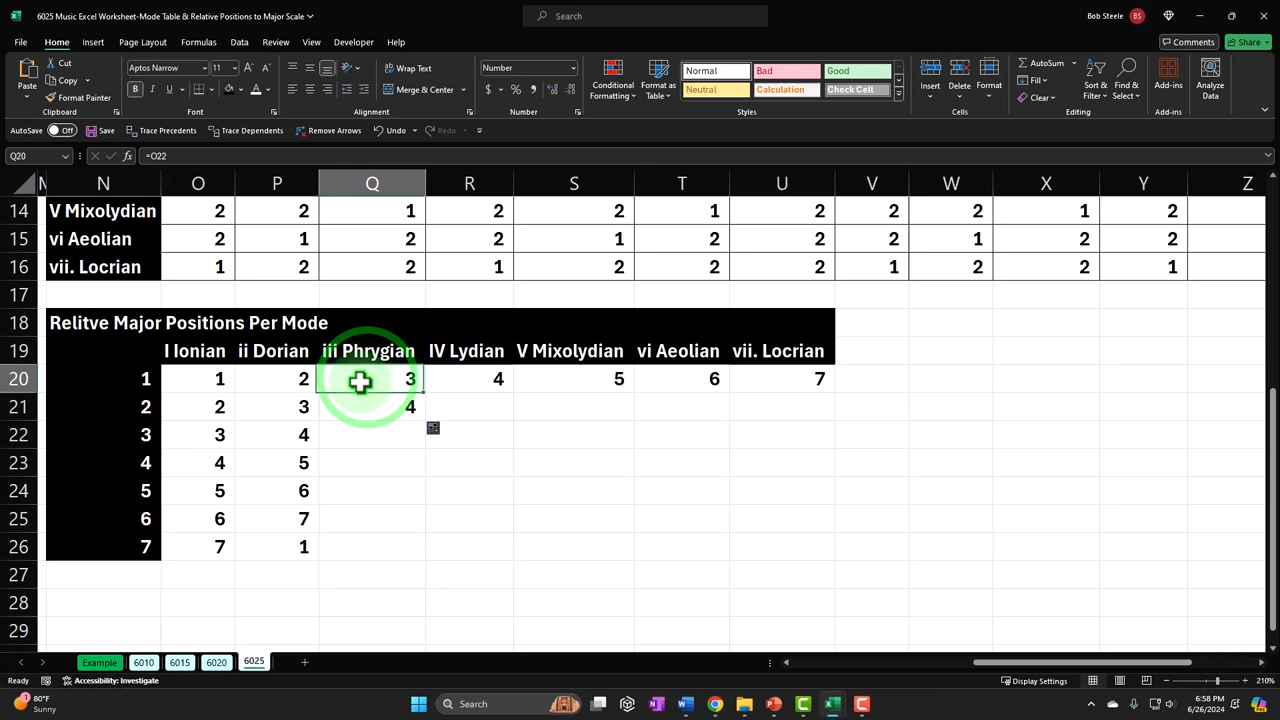 6025 Music Excel Worksheet-Mode Table & Relative Positions to Major Scale
Search
Bob Steele BS
File Home Insert Draw Page Layout Formulas Data Review View Developer Help
Comments Share
Paste Cut Copy Format Painter
Clipboard
Aptos Narrow 11
B I U
Font
Wrap Text
Merge & Center
Alignment
Number
$ % 9
Number
Conditional Formatting Format as Table
Normal Bad Good
Neutral Calculation Check Cell
Styles
Insert Delete Format
Cells
AutoSum Fill Clear
Sort & Filter Find & Select
Editing
Add-ins
Add-ins
Analyze Data
AutoSave Off Save Trace Precedents Trace Dependents Remove Arrows Undo Redo
Q20 fx =O22
M N O P Q R S T U V W X Y Z
14 V Mixolydian 2 2 1 2 2 1 2 2 2 1 2
15 vi Aeolian 2 1 2 2 1 2 2 2 1 2 2
16 vii. Locrian 1 2 2 1 2 2 2 1 2 2 1
17
18 Relitve Major Positions Per Mode
19 I Ionian ii Dorian iii Phrygian IV Lydian V Mixolydian vi Aeolian vii. Locrian
20 1 1 2 3 4 5 6 7
21 2 2 3 4
22 3 3 4
23 4 4 5
24 5 5 6
25 6 6 7
26 7 7 1
27
28
29
Example 6010 6015 6020 6025
Ready Accessibility: Investigate Display Settings 210%
80°F
Sunny
Search
6:58 PM
6/26/2024